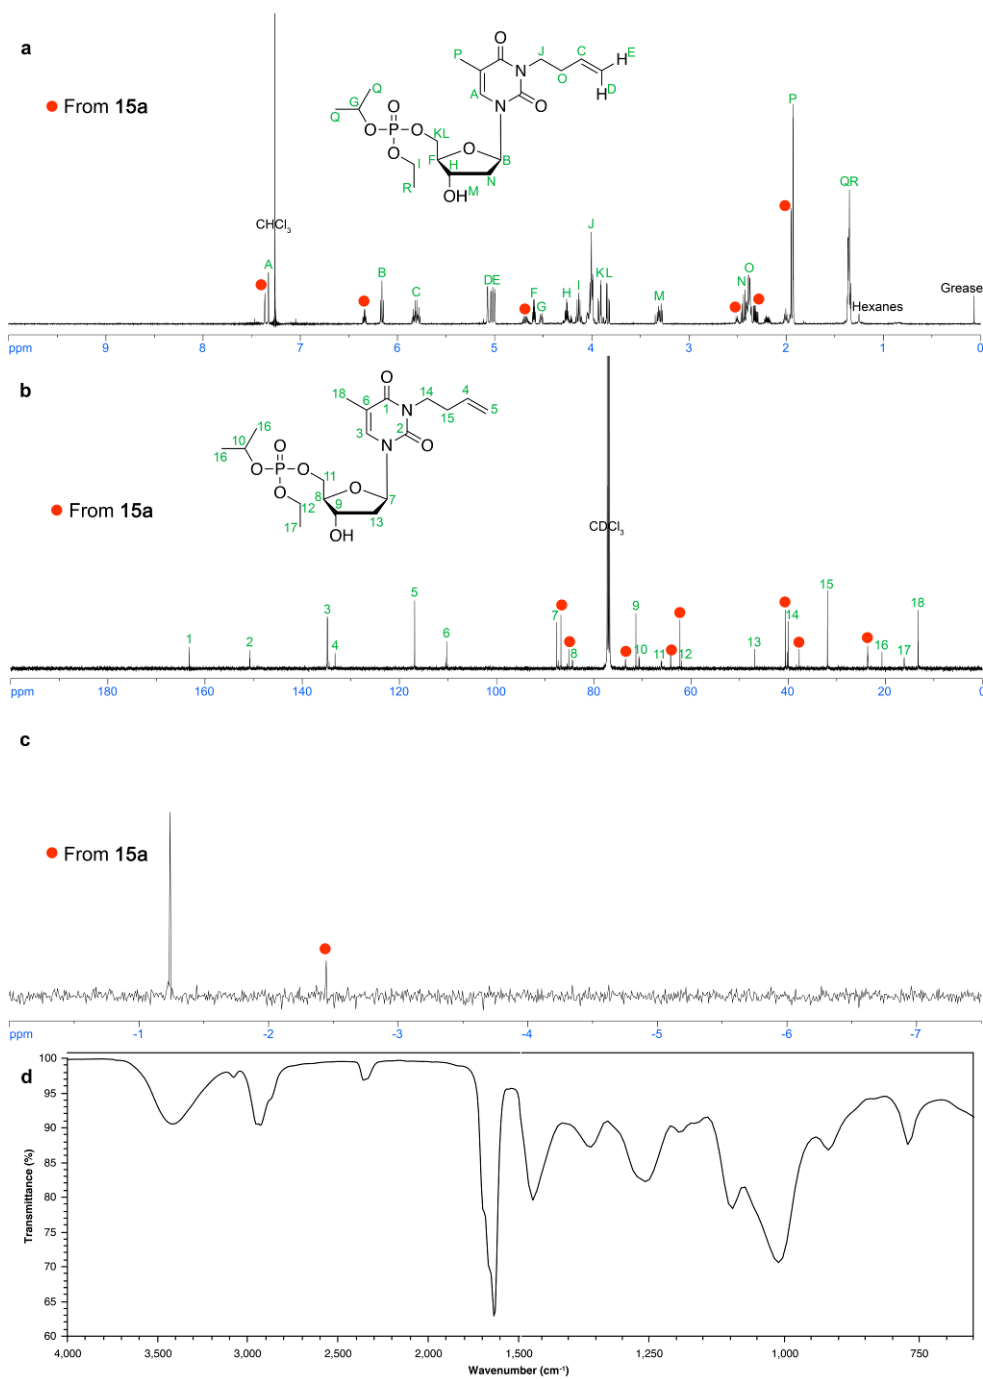 a
From 15a
P
O
J
C
E
H
N
O
H
D
A
N
O
Q
G
Q
O
O
P
O
KL
O
O
I
R
F
H
B
N
OH
M
CHCl3
A
B
C
DE
F
G
H
I
J
KL
M
N
O
P
QR
Hexanes
Grease
ppm 9 8 7 6 5 4 3 2 1 0
b
From 15a
18
O
14
4
5
6
1
N
15
3
2
N
O
16
10
16
O
O
P
O
11
O
O
12
17
8
9
7
13
OH
CDCl3
1
2
3
4
5
6
7
8
9
10
11
12
13
14
15
16
17
18
ppm 180 160 140 120 100 80 60 40 20 0
c
From 15a
ppm -1 -2 -3 -4 -5 -6 -7
d
Transmittance (%)
100
95
90
85
80
75
70
65
60
4,000 3,500 3,000 2,500 2,000 1,500 1,250 1,000 750
Wavenumber (cm-1)